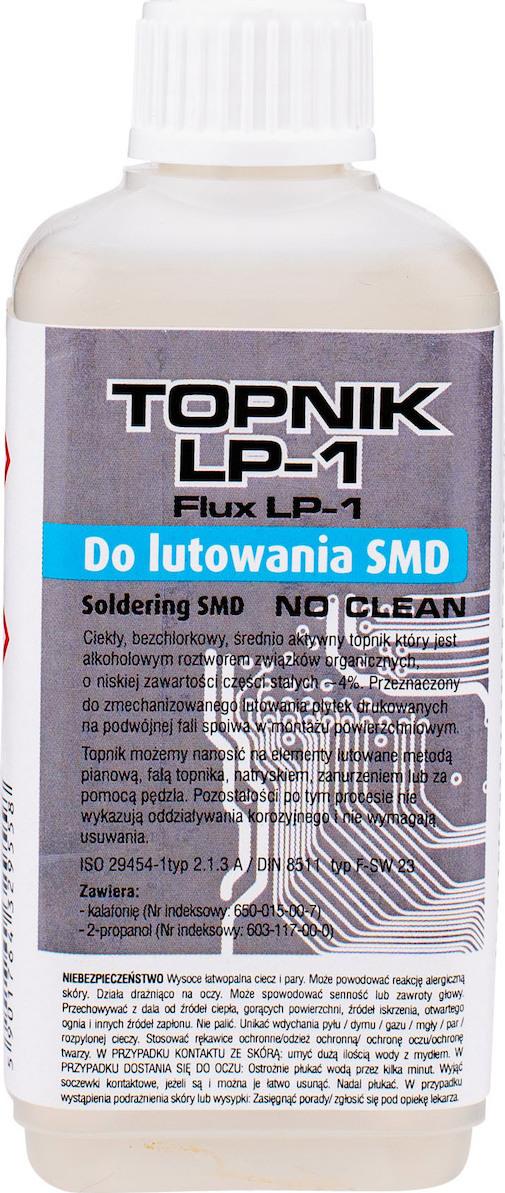 TOPNIK
LP-1
Flux LP-1
Do lutowania SMD
Soldering SMD NO CLEAN
Ciekły, bezchlorkowy, średnio aktywny topnik który jest
alkoholowym roztworem związków organicznych,
o niskiej zawartości części stałych ~4%. Przeznaczony
do zmechanizowanego lutowania płytek drukowanych
na podwójnej fali spoiwa w montażu powierzchniowym.
Topnik możemy nanosić na elementy lutowane metodą
pianową, falą topnika, natryskiem, zanurzeniem lub za
pomocą pędzla. Pozostałości po tym procesie nie
wykazują oddziaływania korozyjnego i nie wymagają
usuwania.
ISO 29454-1typ 2.1.3 A / DIN 8511 typ F-SW 23
Zawiera:
- kalafonię (Nr indeksowy: 650-015-00-7)
- 2-propanol (Nr indeksowy: 603-117-00-0)
NIEBEZPIECZEŃSTWO Wysoce łatwopalna ciecz i pary. Może powodować reakcję alergiczną
skóry. Działa drażniąco na oczy. Może spowodować senność lub zawroty głowy.
Przechowywać z dala od źródeł ciepła, gorących powierzchni, źródeł iskrzenia, otwartego
ognia i innych źródeł zapłonu. Nie palić. Unikać wdychania pyłu / dymu / gazu / mgły / par /
rozpylonej cieczy. Stosować rękawice ochronne/odzież ochronną/ ochronę oczu/ochronę
twarzy. W PRZYPADKU KONTAKTU ZE SKÓRĄ: umyć dużą ilością wody z mydłem. W
PRZYPADKU DOSTANIA SIĘ DO OCZU: Ostrożnie płukać wodą przez kilka minut. Wyjąć
soczewki kontaktowe, jeżeli są i można je łatwo usunąć. Nadal płukać. W przypadku
wystąpienia podrażnienia skóry lub wysypki: Zasięgnąć porady/ zgłosić się pod opiekę lekarza.